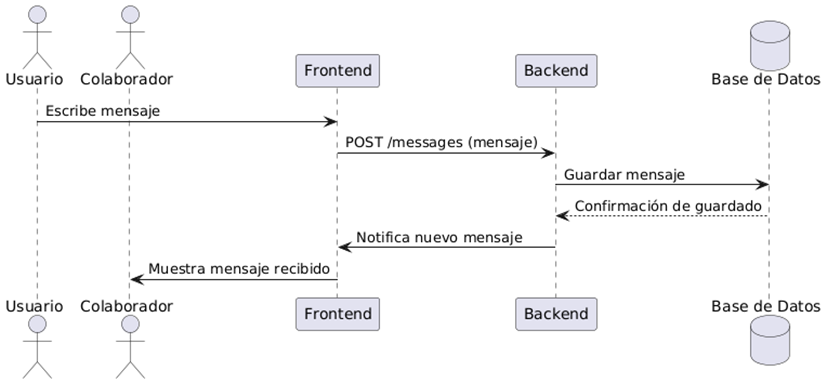 Usuario
Colaborador
Frontend
Backend
Base de Datos
Escribe mensaje
POST /messages (mensaje)
Guardar mensaje
Confirmación de guardado
Notifica nuevo mensaje
Muestra mensaje recibido
Usuario
Colaborador
Frontend
Backend
Base de Datos